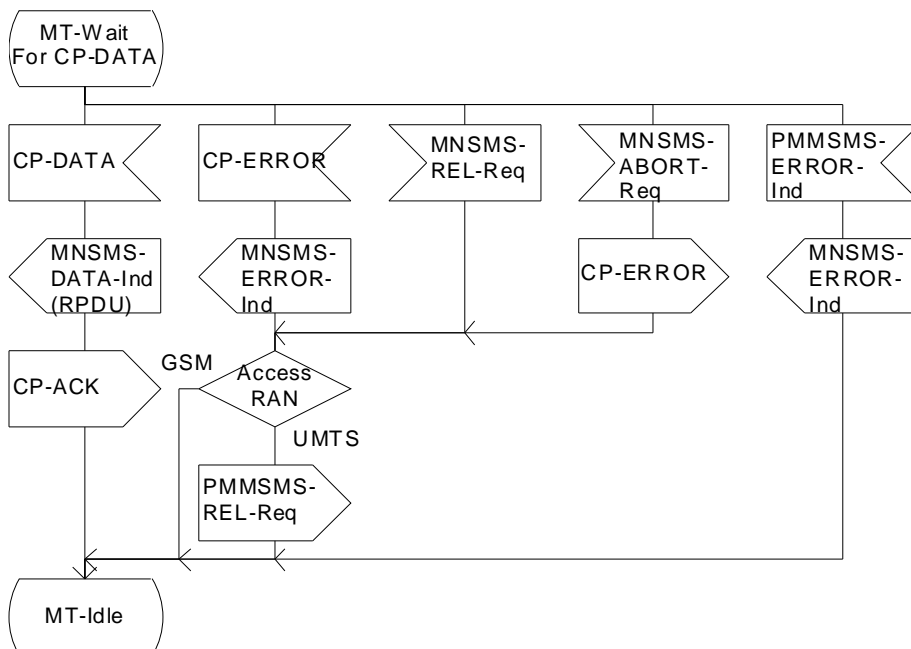 MT-Wait
For CP-DATA
CP-DATA
CP-ERROR
MNSMS-
REL-Req
MNSMS-
ABORT-
Req
PMMSMS-
ERROR-
Ind
MNSMS-
DATA-Ind
(RPDU)
MNSMS-
ERROR-
Ind
CP-ERROR
MNSMS-
ERROR-
Ind
CP-ACK
GSM
Access
RAN
UMTS
PMMSMS-
REL-Req
MT-Idle